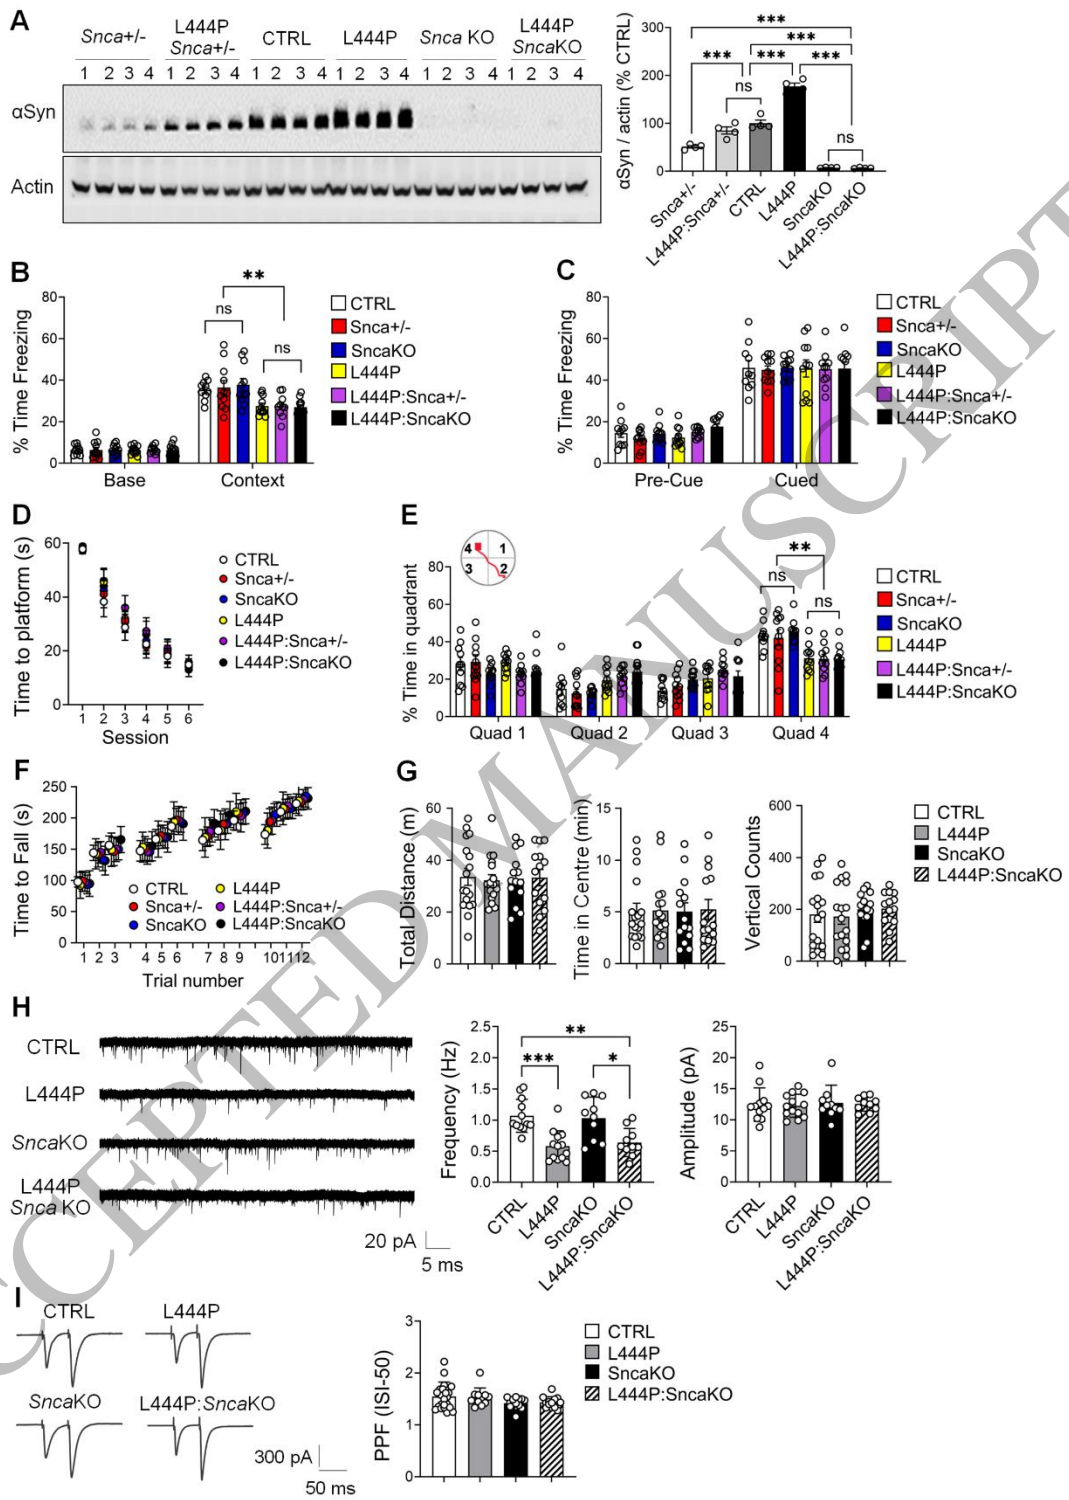 A
Snca+/-
L444P
Snca+/-
CTRL
L444P
Snca KO
L444P
SncaKO
1 2 3 4 1 2 3 4 1 2 3 4 1 2 3 4 1 2 3 4 1 2 3 4
αSyn
Actin
αSyn / actin (% CTRL)
300
200
100
0
***
***
*** *** ***
ns
ns
Snca+/-
L444P:Snca+/-
CTRL
L444P
SncaKO
L444P:SncaKO
B
% Time Freezing
80
60
40
20
0
**
ns
ns
Base
Context
CTRL
Snca+/-
SncaKO
L444P
L444P:Snca+/-
L444P:SncaKO
C
% Time Freezing
80
60
40
20
0
Pre-Cue
Cued
CTRL
Snca+/-
SncaKO
L444P
L444P:Snca+/-
L444P:SncaKO
D
Time to platform (s)
60
40
20
0
1 2 3 4 5 6
Session
CTRL
Snca+/-
SncaKO
L444P
L444P:Snca+/-
L444P:SncaKO
E
4 1
3 2
% Time in quadrant
80
60
40
20
0
**
ns
ns
Quad 1
Quad 2
Quad 3
Quad 4
CTRL
Snca+/-
SncaKO
L444P
L444P:Snca+/-
L444P:SncaKO
F
Time to Fall (s)
250
200
150
100
50
0
CTRL
Snca+/-
SncaKO
L444P
L444P:Snca+/-
L444P:SncaKO
1 2 3 4 5 6 7 8 9 101112
Trial number
G
Total Distance (m)
60
40
20
0
Time in Centre (min)
15
10
5
0
Vertical Counts
600
400
200
0
CTRL
L444P
SncaKO
L444P:SncaKO
H
CTRL
L444P
SncaKO
L444P
Snca KO
20 pA
5 ms
Frequency (Hz)
2.5
2.0
1.5
1.0
0.5
0.0
**
*** *
CTRL
L444P
SncaKO
L444P:SncaKO
Amplitude (pA)
25
20
15
10
5
0
CTRL
L444P
SncaKO
L444P:SncaKO
I
CTRL
L444P
SncaKO
L444P:SncaKO
300 pA
50 ms
PPF (ISI-50)
3
2
1
0
CTRL
L444P
SncaKO
L444P:SncaKO
CCEPTED MANUSCRIPT